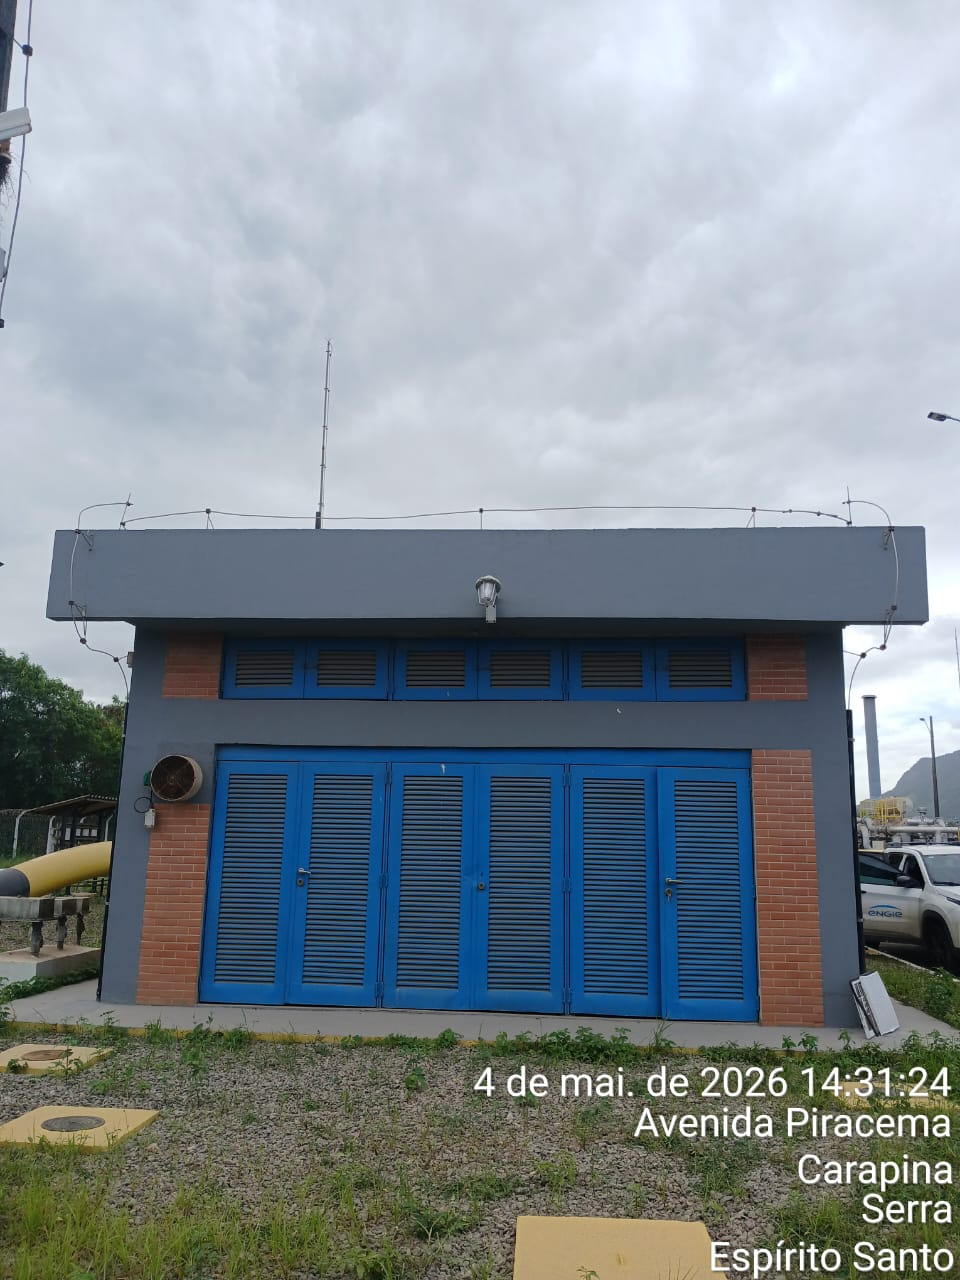 ENGIE
4 de mai. de 2026 14:31:24
Avenida Piracema
Carapina
Serra
Espírito Santo